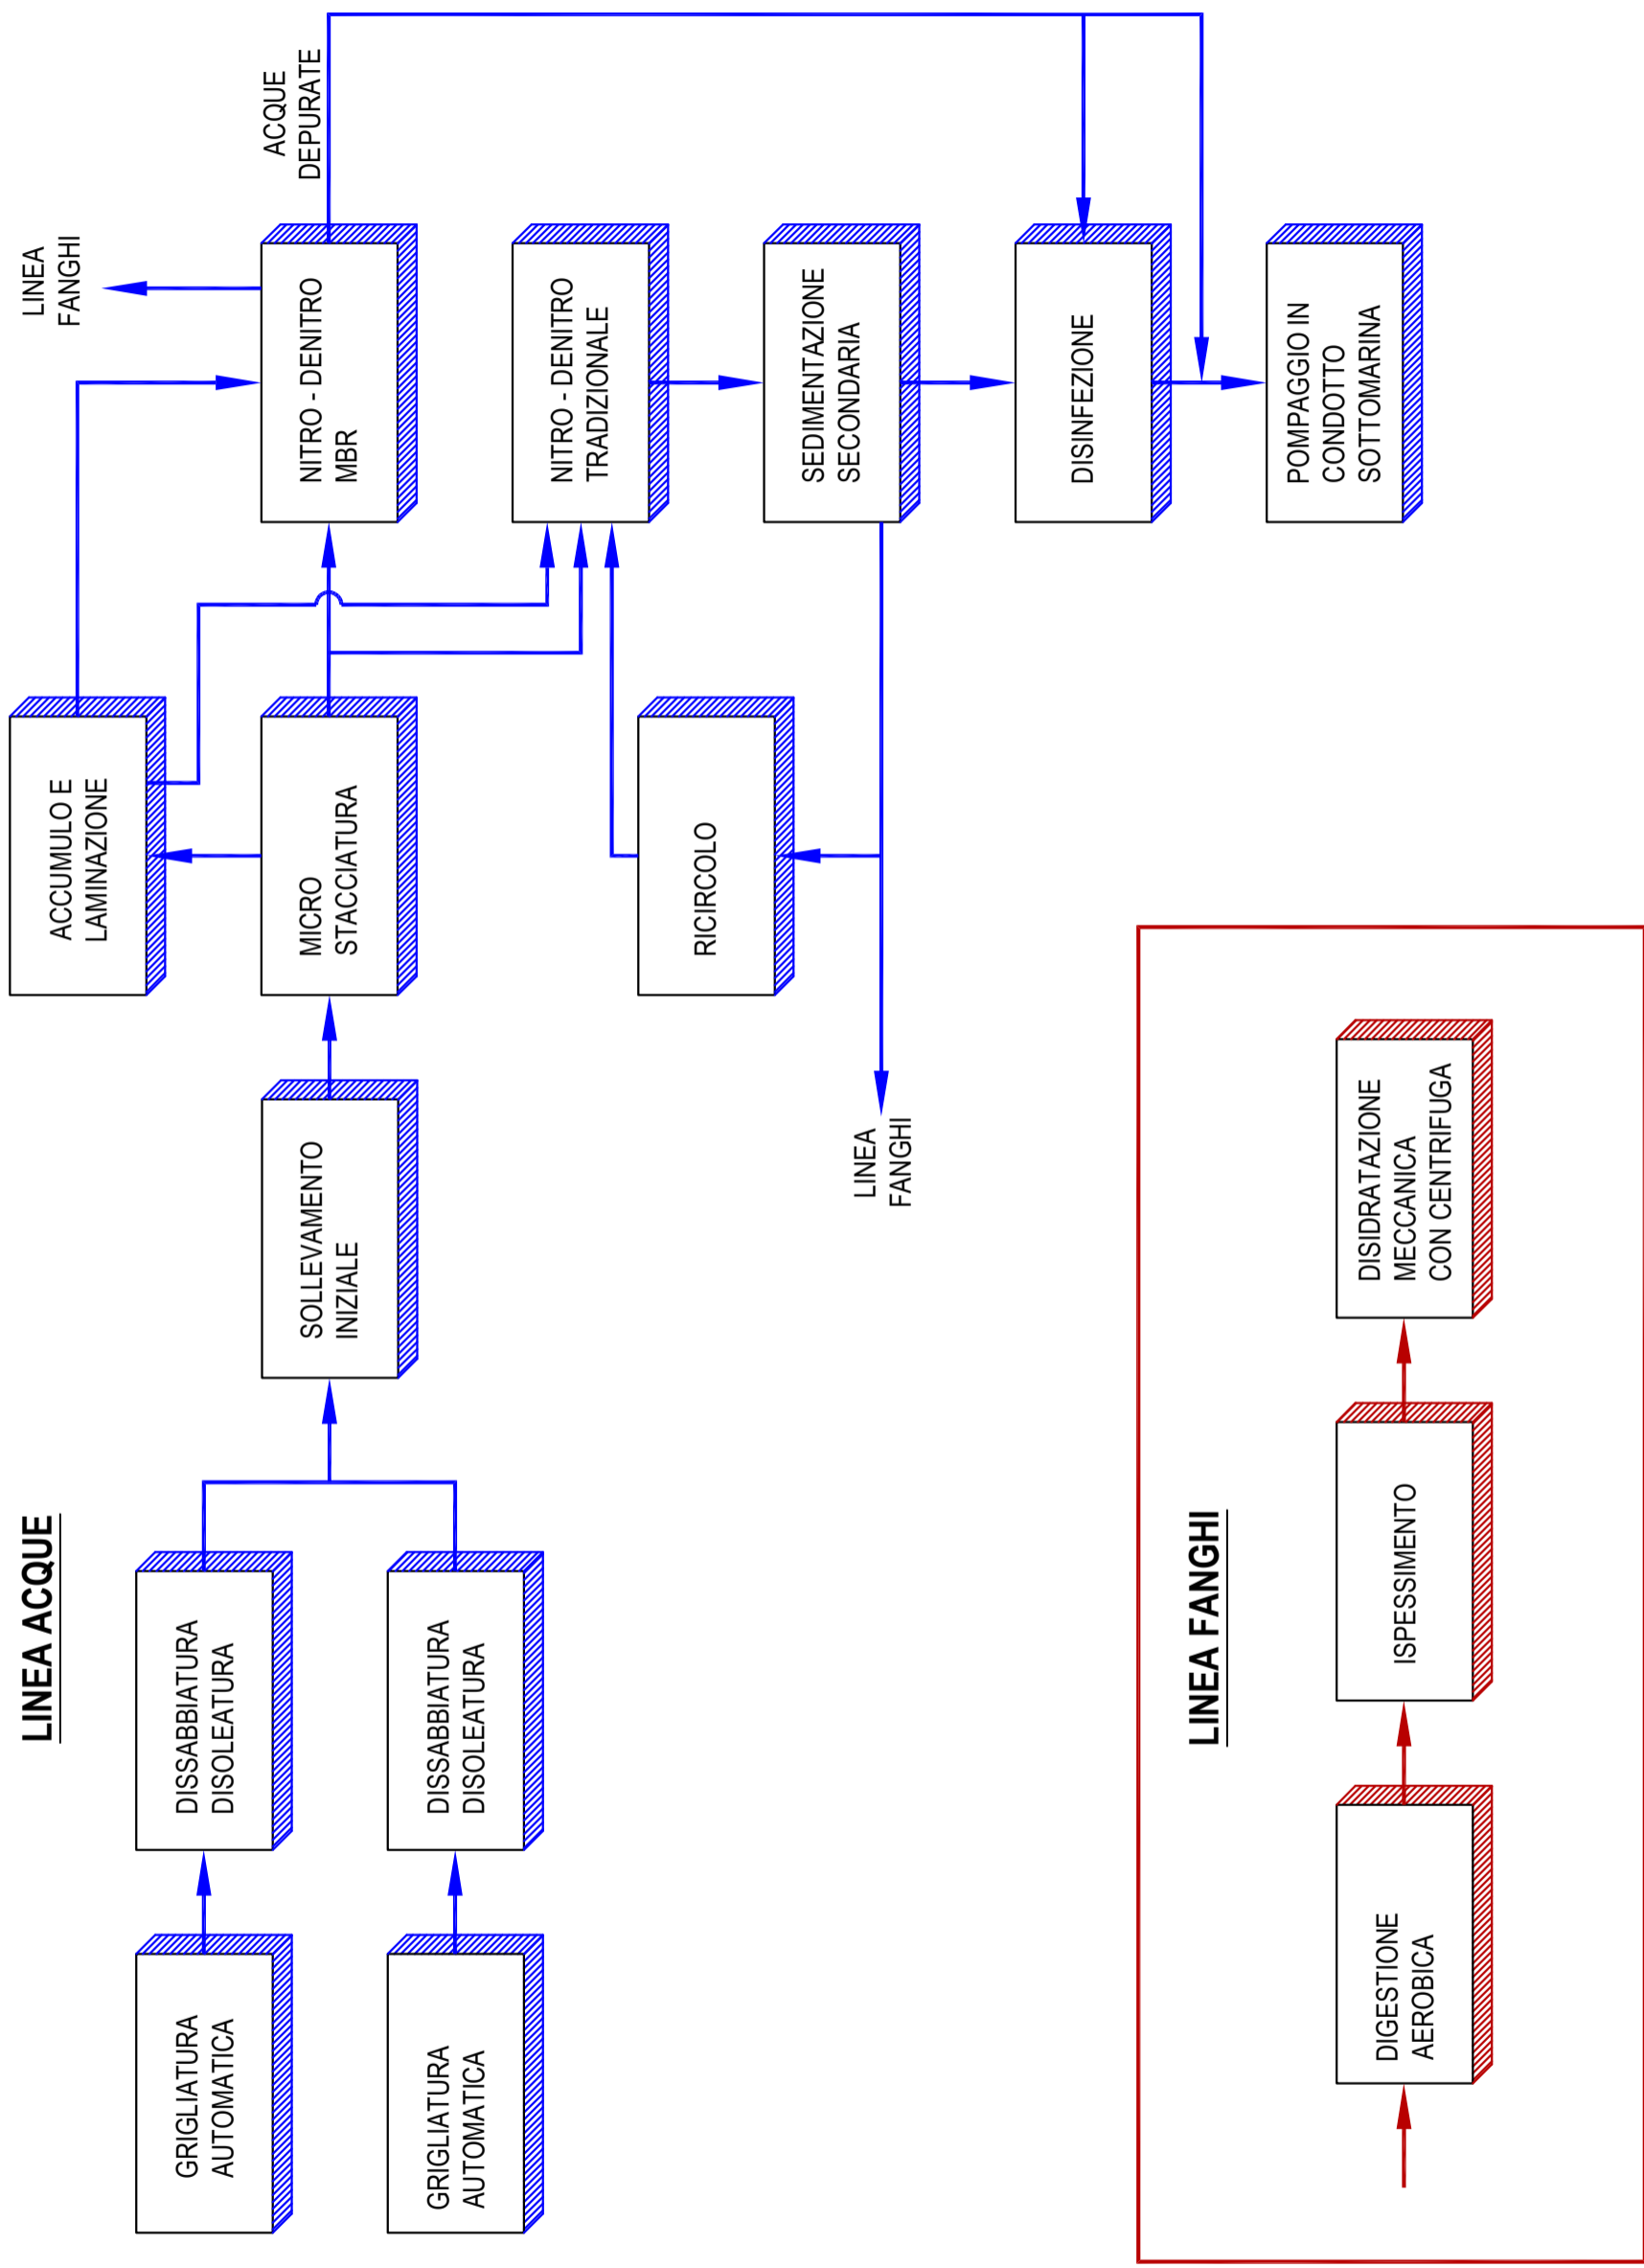 LINEA ACQUE
GRIGLIATURA
AUTOMATICA
DISSABBIATURA
DISOLEATURA
GRIGLIATURA
AUTOMATICA
DISSABBIATURA
DISOLEATURA
SOLLEVAMENTO
INIZIALE
MICRO
STACCIATURA
ACCUMULO E
LAMINAZIONE
LINEA
FANGHI
NITRO - DENITRO
MBR
ACQUE
DEPURATE
NITRO - DENITRO
TRADIZIONALE
RICIRCOLO
SEDIMENTAZIONE
SECONDARIA
LINEA
FANGHI
DISINFEZIONE
POMPAGGIO IN
CONDOTTO
SOTTOMARINA
LINEA FANGHI
DIGESTIONE
AEROBICA
ISPESSIMENTO
DISIDRATAZIONE
MECCANICA
CON CENTRIFUGA